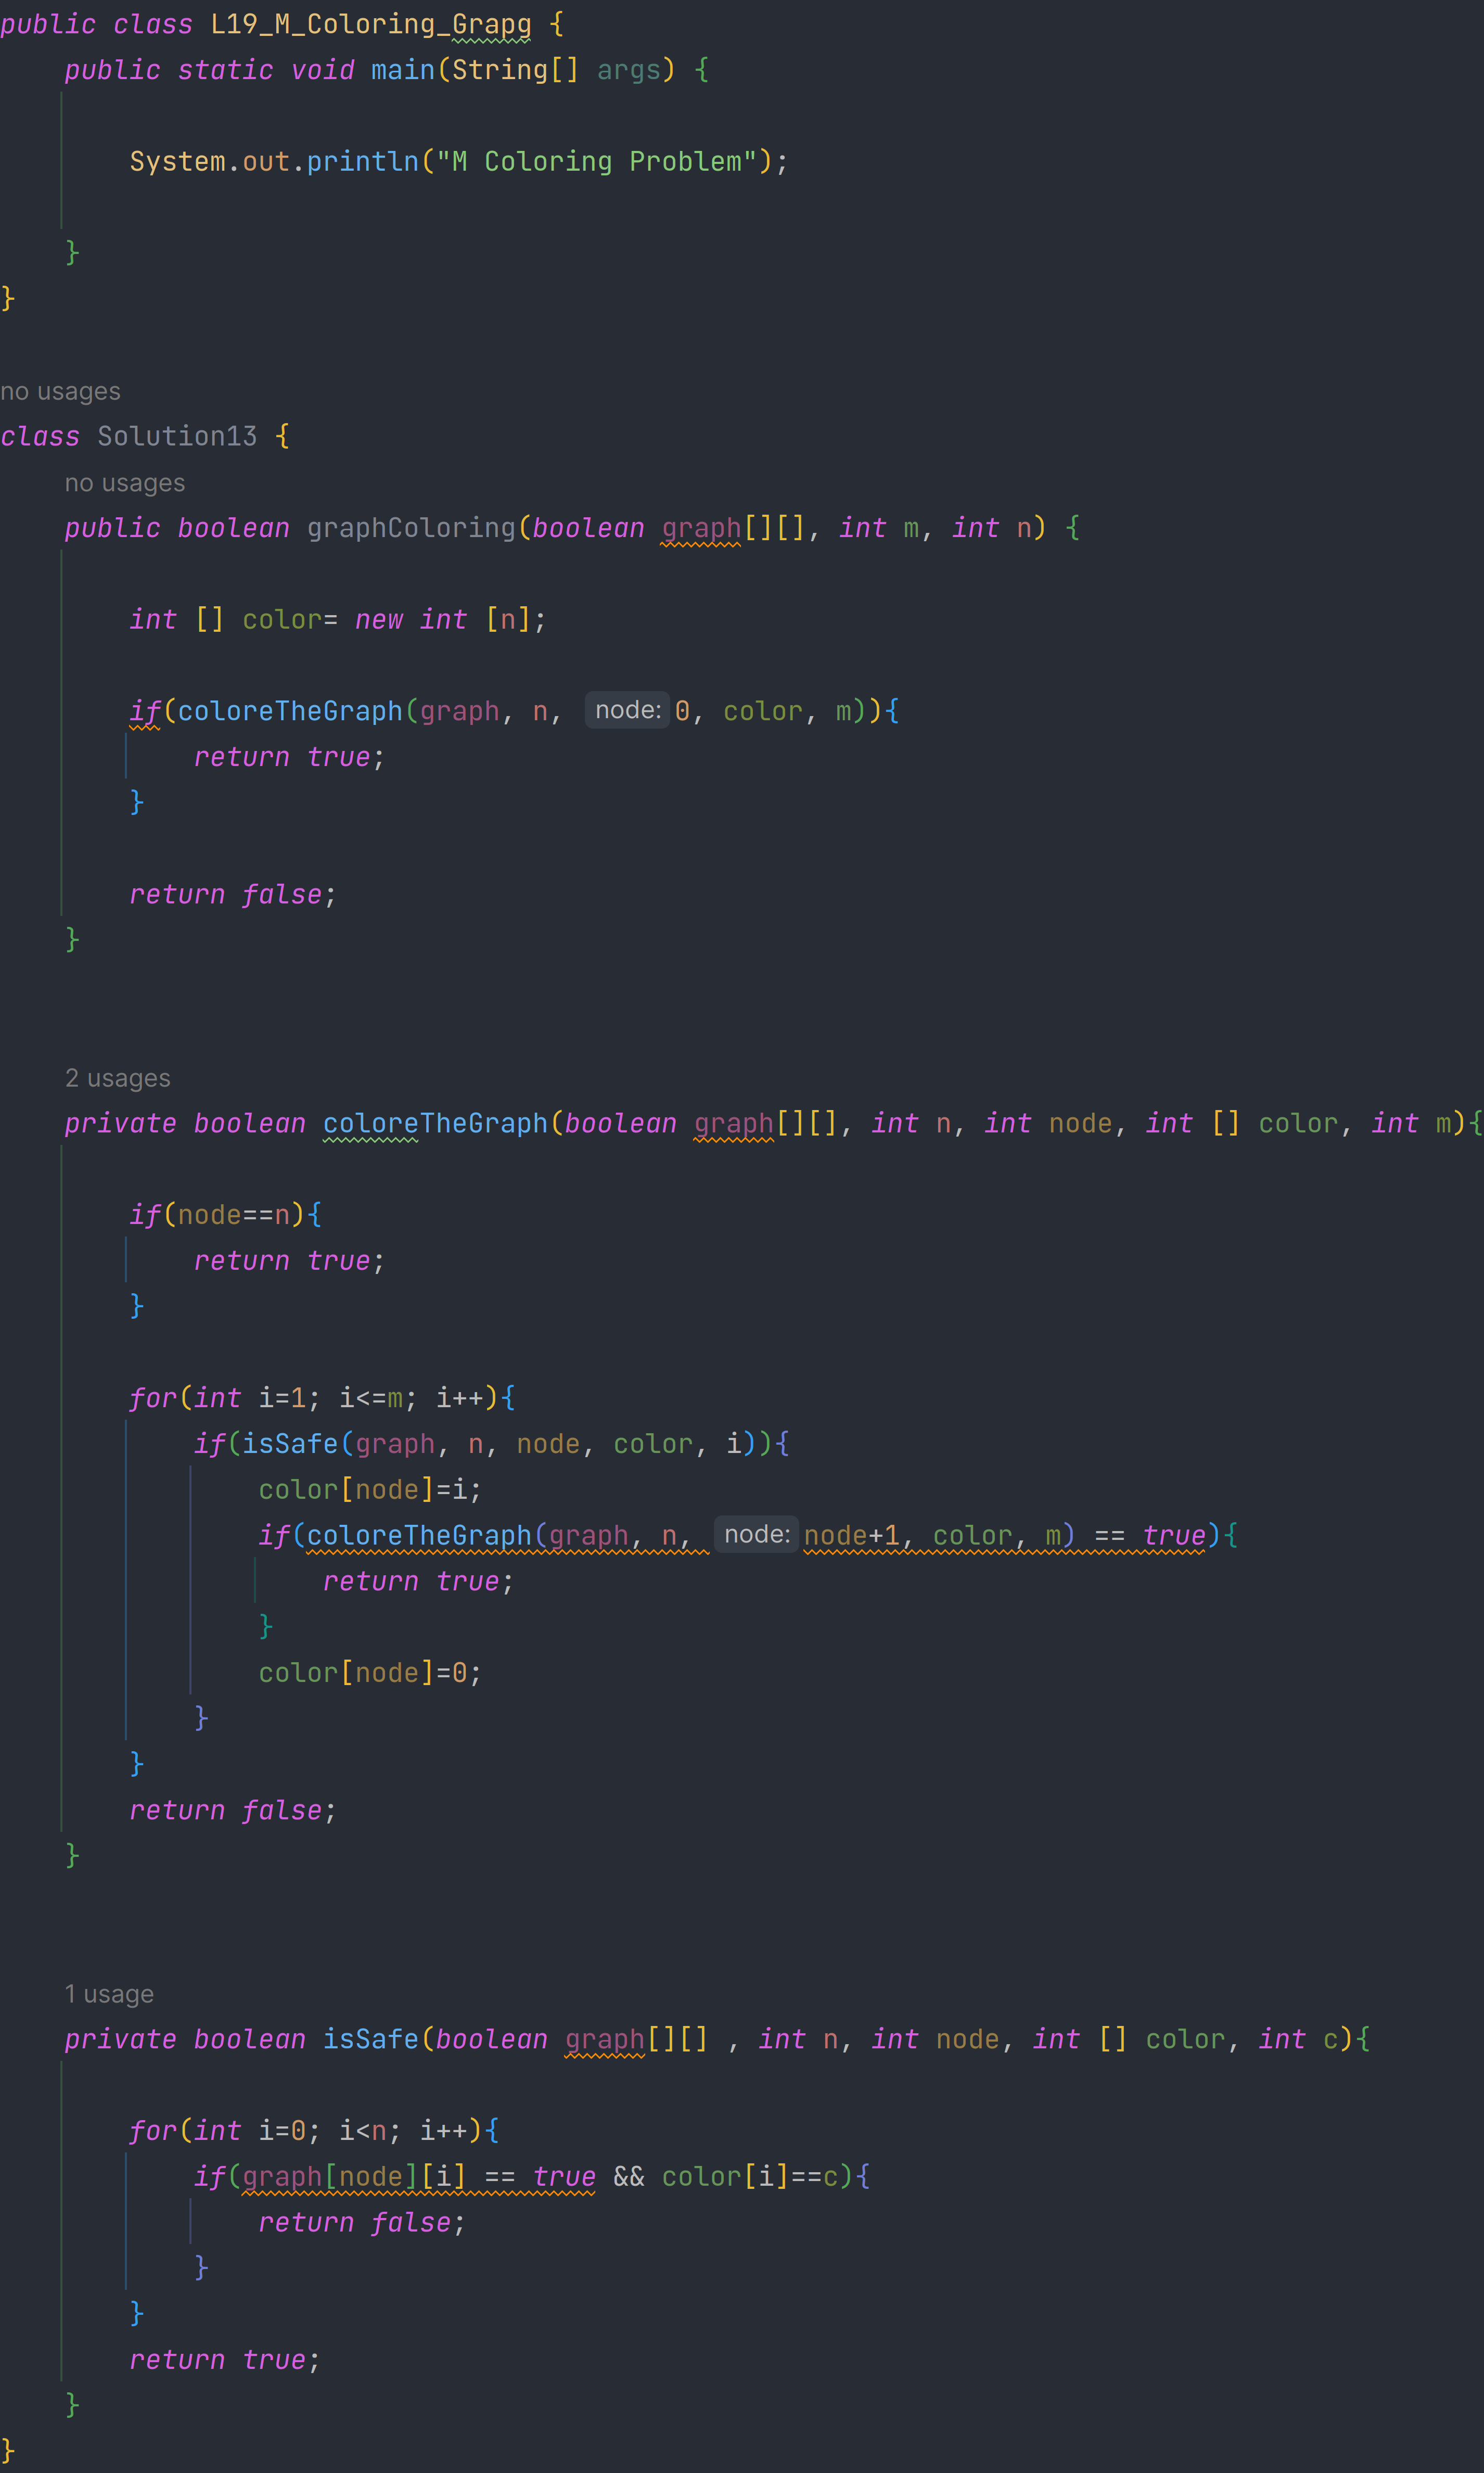 public class L19_M_Coloring_Grapg {
    public static void main(String[] args) {
        System.out.println("M Coloring Problem");
    }
}
no usages
class Solution13 {
    no usages
    public boolean graphColoring(boolean graph[][], int m, int n) {
        int [] color= new int [n];
        if(coloreTheGraph(graph, n, node: 0, color, m)){
            return true;
        }
        return false;
    }
    2 usages
    private boolean coloreTheGraph(boolean graph[][], int n, int node, int [] color, int m){
        if(node==n){
            return true;
        }
        for(int i=1; i<=m; i++){
            if(isSafe(graph, n, node, color, i)){
                color[node]=i;
                if(coloreTheGraph(graph, n, node: node+1, color, m) == true){
                    return true;
                }
                color[node]=0;
            }
        }
        return false;
    }
    1 usage
    private boolean isSafe(boolean graph[][] , int n, int node, int [] color, int c){
        for(int i=0; i<n; i++){
            if(graph[node][i] == true && color[i]==c){
                return false;
            }
        }
        return true;
    }
}